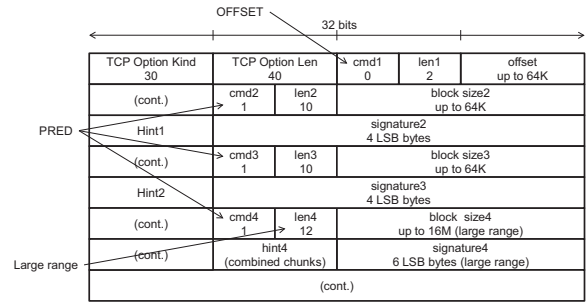 OFFSET
32 bits
TCP Option Kind
30
TCP Option Len
40
cmd1
0
len1
2
offset
up to 64K
(cont.)
cmd2
1
len2
10
block size2
up to 64K
PRED
Hint1
signature2
4 LSB bytes
(cont.)
cmd3
1
len3
10
block size3
up to 64K
Hint2
signature3
4 LSB bytes
(cont.)
cmd4
1
len4
12
block size4
up to 16M (large range)
Large range
(cont.)
hint4
(combined chunks)
signature4
6 LSB bytes (large range)
(cont.)